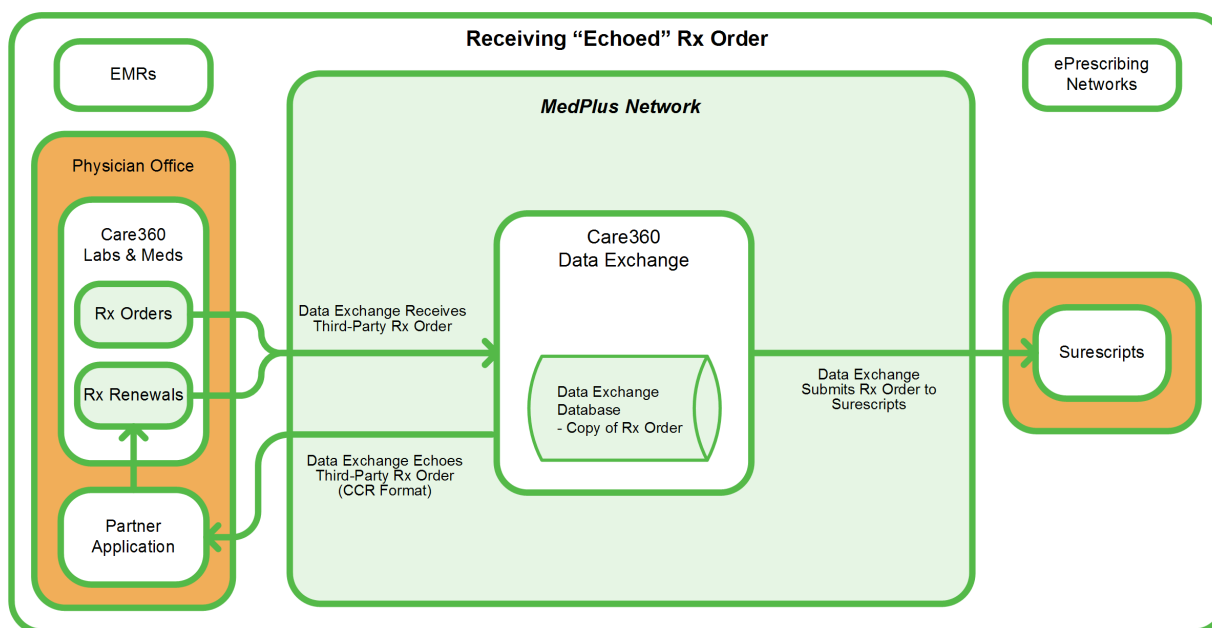 Receiving “Echoed” Rx Order
EMRs
ePrescribing
Networks
MedPlus Network
Physician Office
Care360
Labs & Meds
Rx Orders
Rx Renewals
Partner
Application
Data Exchange Receives
Third-Party Rx Order
Data Exchange Echoes
Third-Party Rx Order
(CCR Format)
Care360
Data Exchange
Data Exchange
Database
- Copy of Rx Order
Data Exchange
Submits Rx Order to
Surescripts
Surescripts